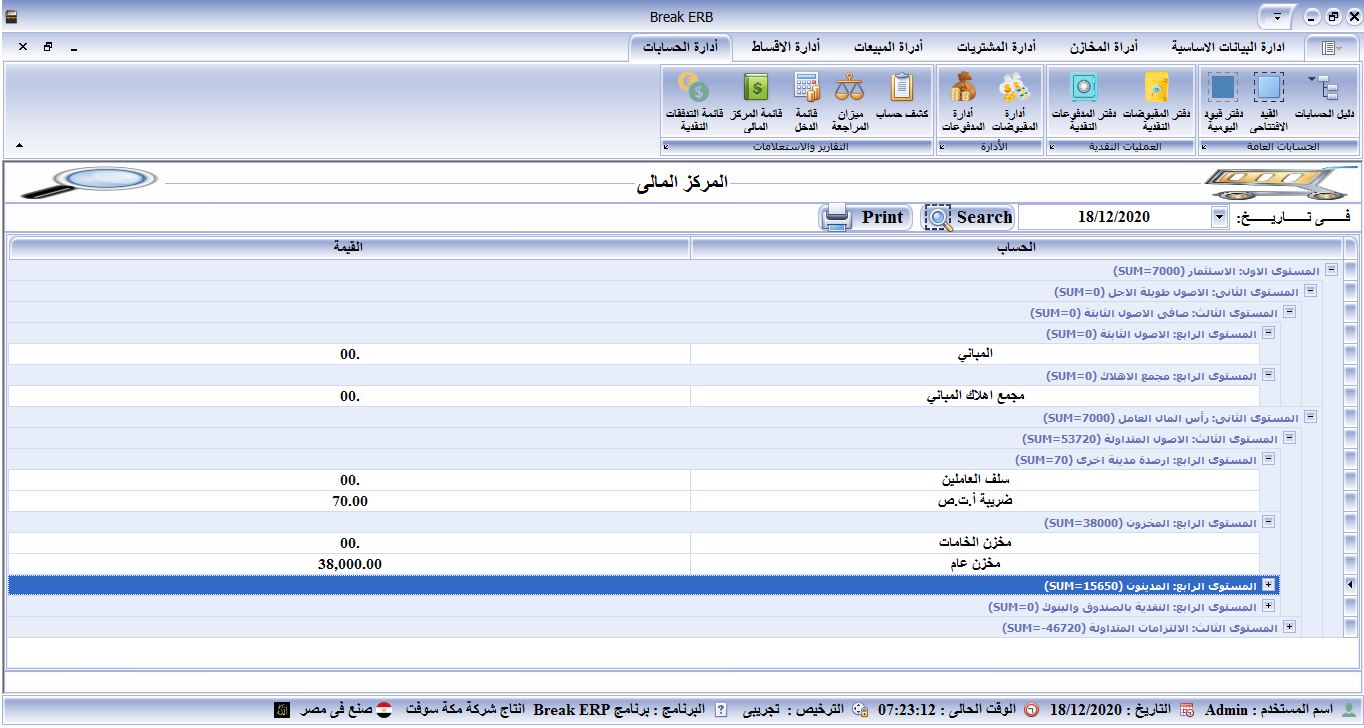 Break ERB
ادارة البيانات الاساسية أدراة المخازن أدارة المشتريات أدراة المبيعات أدارة الاقساط أدارة الحسابات
دليل الحسابات القيد الافتتاحى دفتر قيود اليومية دفتر المقبوضات النقدية دفتر المدفوعات النقدية أدارة المقبوضات أدارة المدفوعات كشف حساب ميزان المراجعة قائمة الدخل قائمة المركز المالى قائمة التدفقات النقدية
الحسابات العامة العمليات النقدية الأدارة التقارير والاستعلامات
المركز المالى
فــى تـــاريـــخ: 18/12/2020 Search Print
الحساب القيمة
المستوى الاول: الاستثمار (SUM=7000)
المستوى الثانى: الاصول طويلة الاجل (SUM=0)
المستوى الثالث: صافى الاصول الثابتة (SUM=0)
المستوى الرابع: الاصول الثابتة (SUM=0)
المباني .00
المستوى الرابع: مجمع الاهلاك (SUM=0)
مجمع اهلاك المباني .00
المستوى الثانى: رأس المال العامل (SUM=7000)
المستوى الثالث: الاصول المتداولة (SUM=53720)
المستوى الرابع: ارصدة مدينة اخرى (SUM=70)
سلف العاملين .00
ضريبة أ.ت.ص 70.00
المستوى الرابع: المخزون (SUM=38000)
مخزن الخامات .00
مخزن عام 38,000.00
المستوى الرابع: المدينون (SUM=15650)
المستوى الرابع: النقدية بالصندوق والبنوك (SUM=0)
المستوى الثالث: الالتزامات المتداولة (SUM=-46720)
اسم المستخدم : Admin التاريخ : 18/12/2020 الوقت الحالى : 07:23:12 الترخيص : تجريبى البرنامج : برنامج Break ERP انتاج شركة مكة سوفت صنع فى مصر